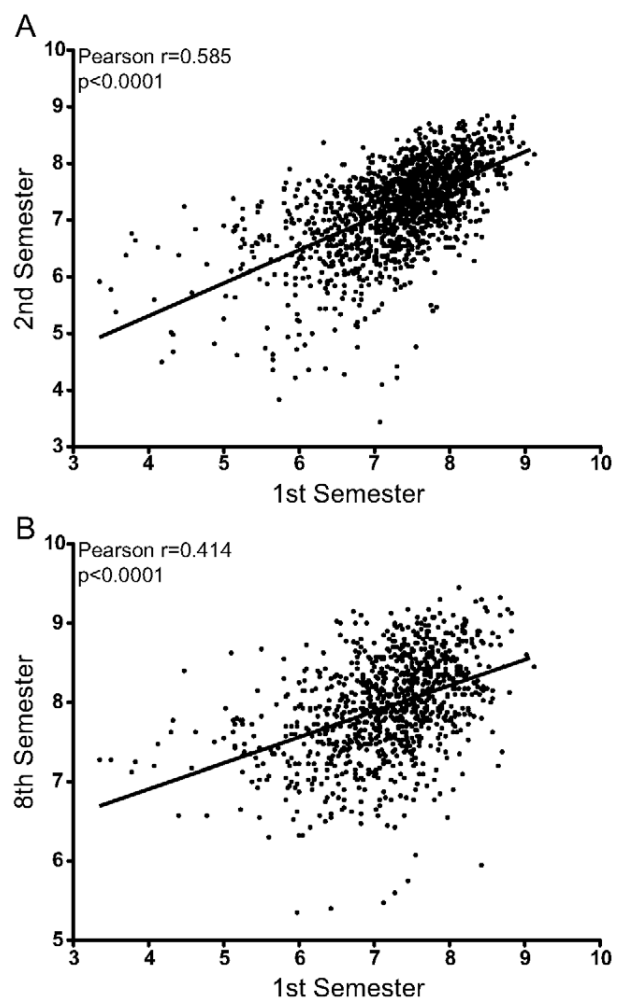 A
Pearson r=0.585
p<0.0001
10
9
8
7
6
5
4
3
2nd Semester
3 4 5 6 7 8 9 10
1st Semester
B
Pearson r=0.414
p<0.0001
10
9
8
7
6
5
8th Semester
3 4 5 6 7 8 9 10
1st Semester